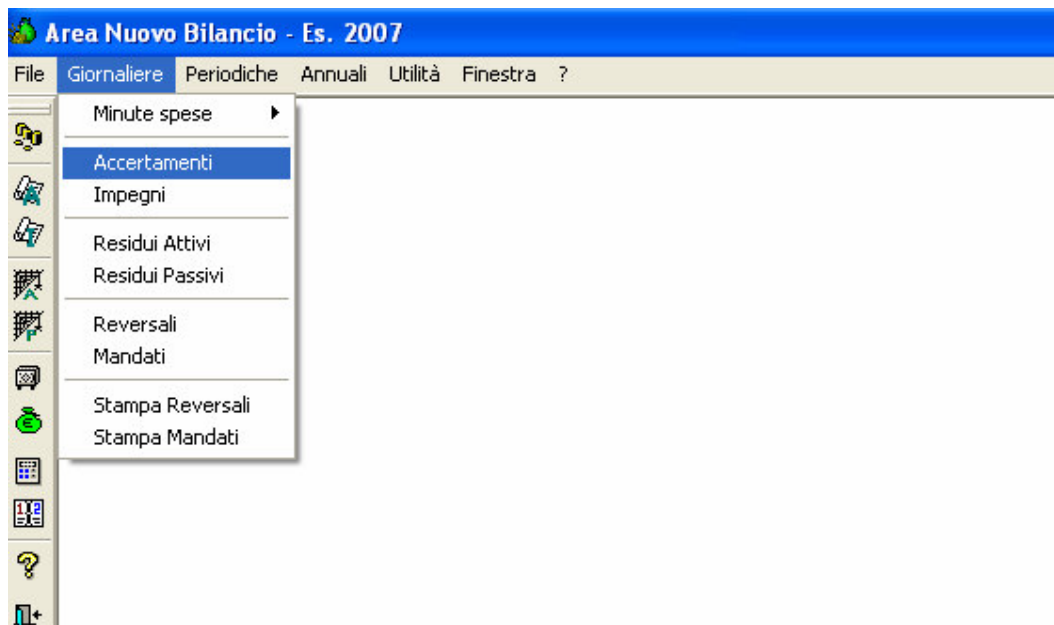 Area Nuovo Bilancio - Es. 2007
File Giornaliere Periodiche Annuali Utilità Finestra ?
Minute spese
Accertamenti
Impegni
Residui Attivi
Residui Passivi
Reversali
Mandati
Stampa Reversali
Stampa Mandati